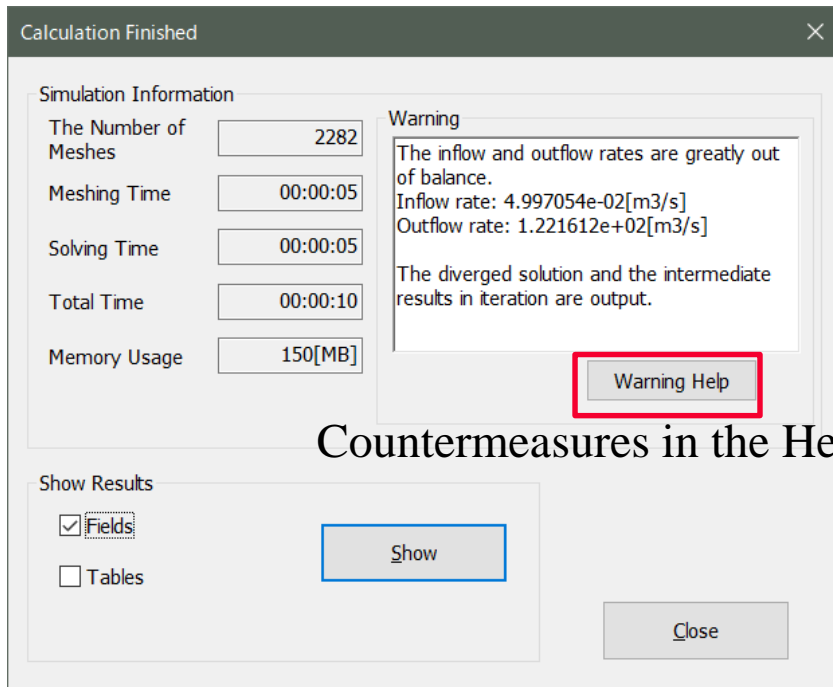 Calculation Finished
Simulation Information
The Number of
Meshes
2282
Meshing Time
00:00:05
Solving Time
00:00:05
Total Time
00:00:10
Memory Usage
150[MB]
Warning
The inflow and outflow rates are greatly out
of balance.
Inflow rate: 4.997054e-02[m3/s]
Outflow rate: 1.221612e+02[m3/s]
The diverged solution and the intermediate
results in iteration are output.
Warning Help
Countermeasures in the He
Show Results
Fields
Tables
Show
Close